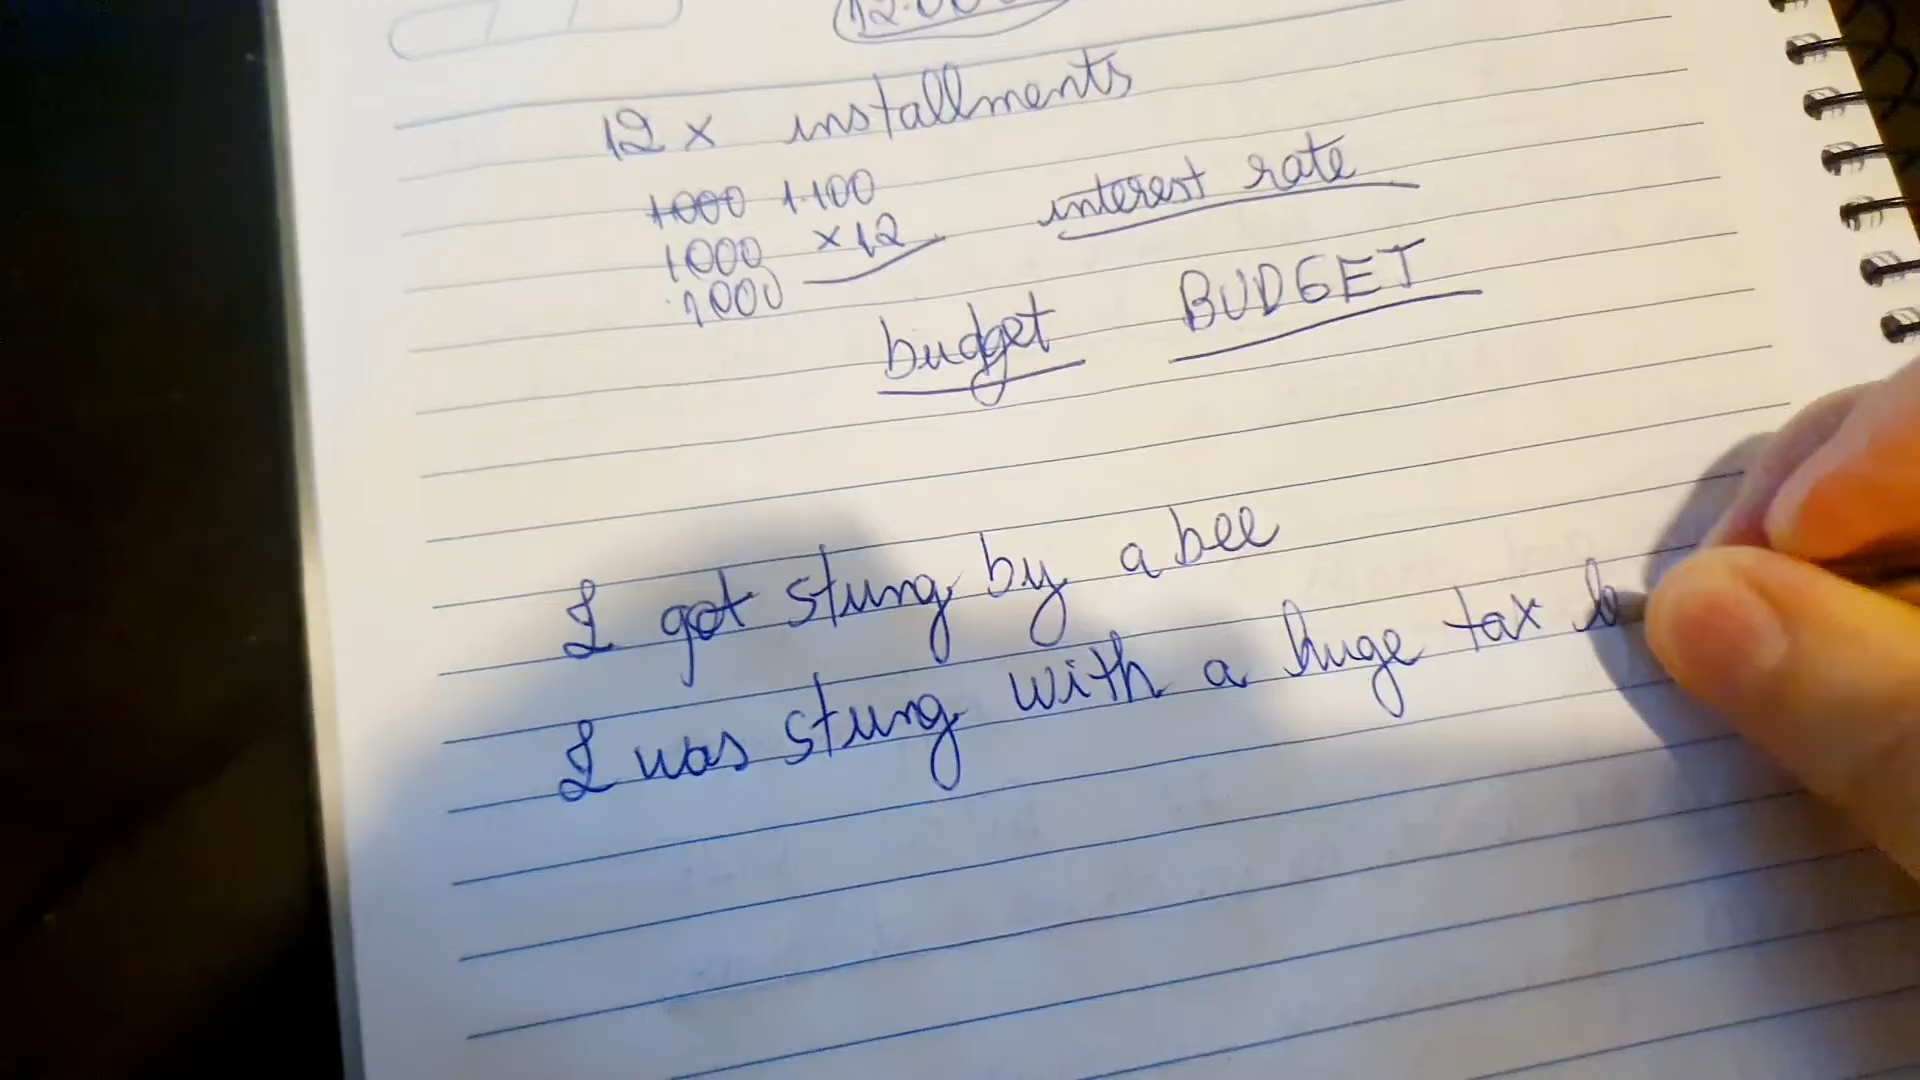 12 x installments
1000 1.100 interest rate
1000 x12
1000 budget BUDGET
I got stung by a bee
I was stung with a huge tax